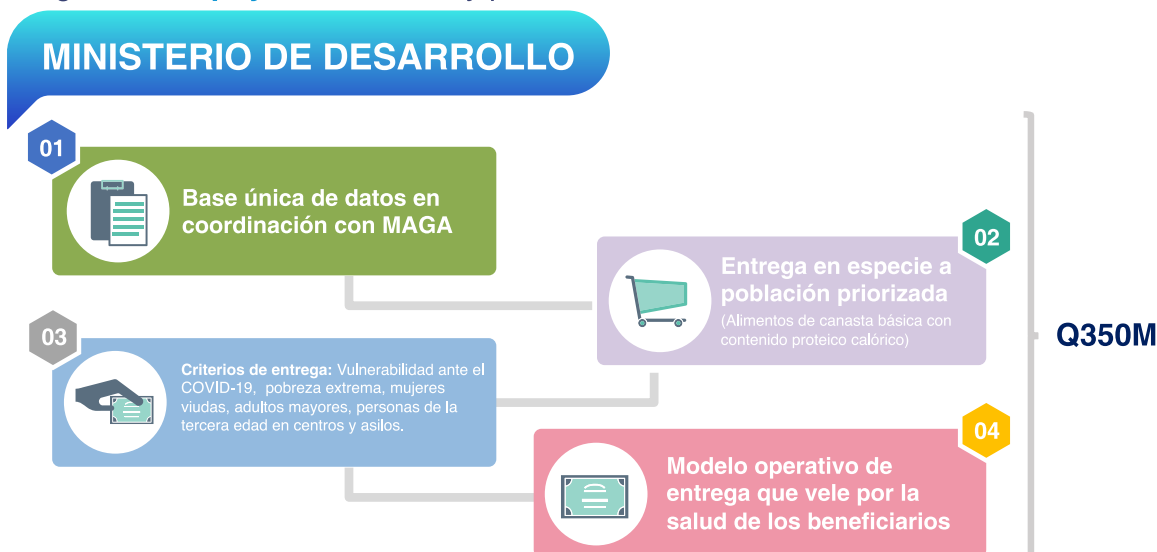 MINISTERIO DE DESARROLLO
01
Base única de datos en
coordinación con MAGA
02
Entrega en especie a
población priorizada
(Alimentos de canasta básica con
contenido proteico calórico)
Q350M
03
Criterios de entrega: Vulnerabilidad ante el
COVID-19, pobreza extrema, mujeres
viudas, adultos mayores, personas de la
tercera edad en centros y asilos.
04
Modelo operativo de
entrega que vele por la
salud de los beneficiarios